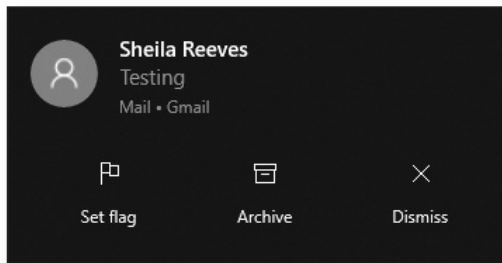 Sheila Reeves
Testing
Mail • Gmail
Set flag Archive Dismiss